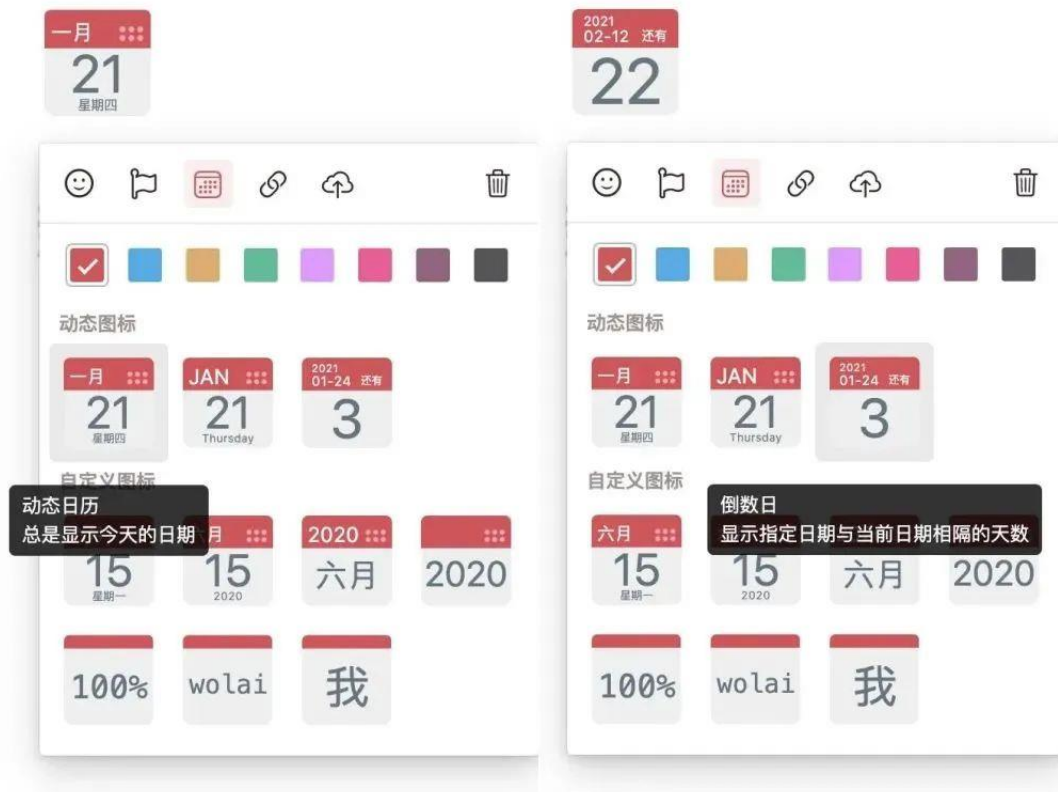 一月
21
星期四
动态图标
一月
21
星期四
JAN
21
Thursday
2021
01-24 还有
3
自定义图标
动态日历
总是显示今天的日期
月
15
星期一
15
2020
2020
六月
2020
100%
wolai
我
2021
02-12 还有
22
动态图标
一月
21
星期四
JAN
21
Thursday
2021
01-24 还有
3
自定义图标
倒数日
显示指定日期与当前日期相隔的天数
六月
15
星期一
15
2020
六月
2020
100%
wolai
我